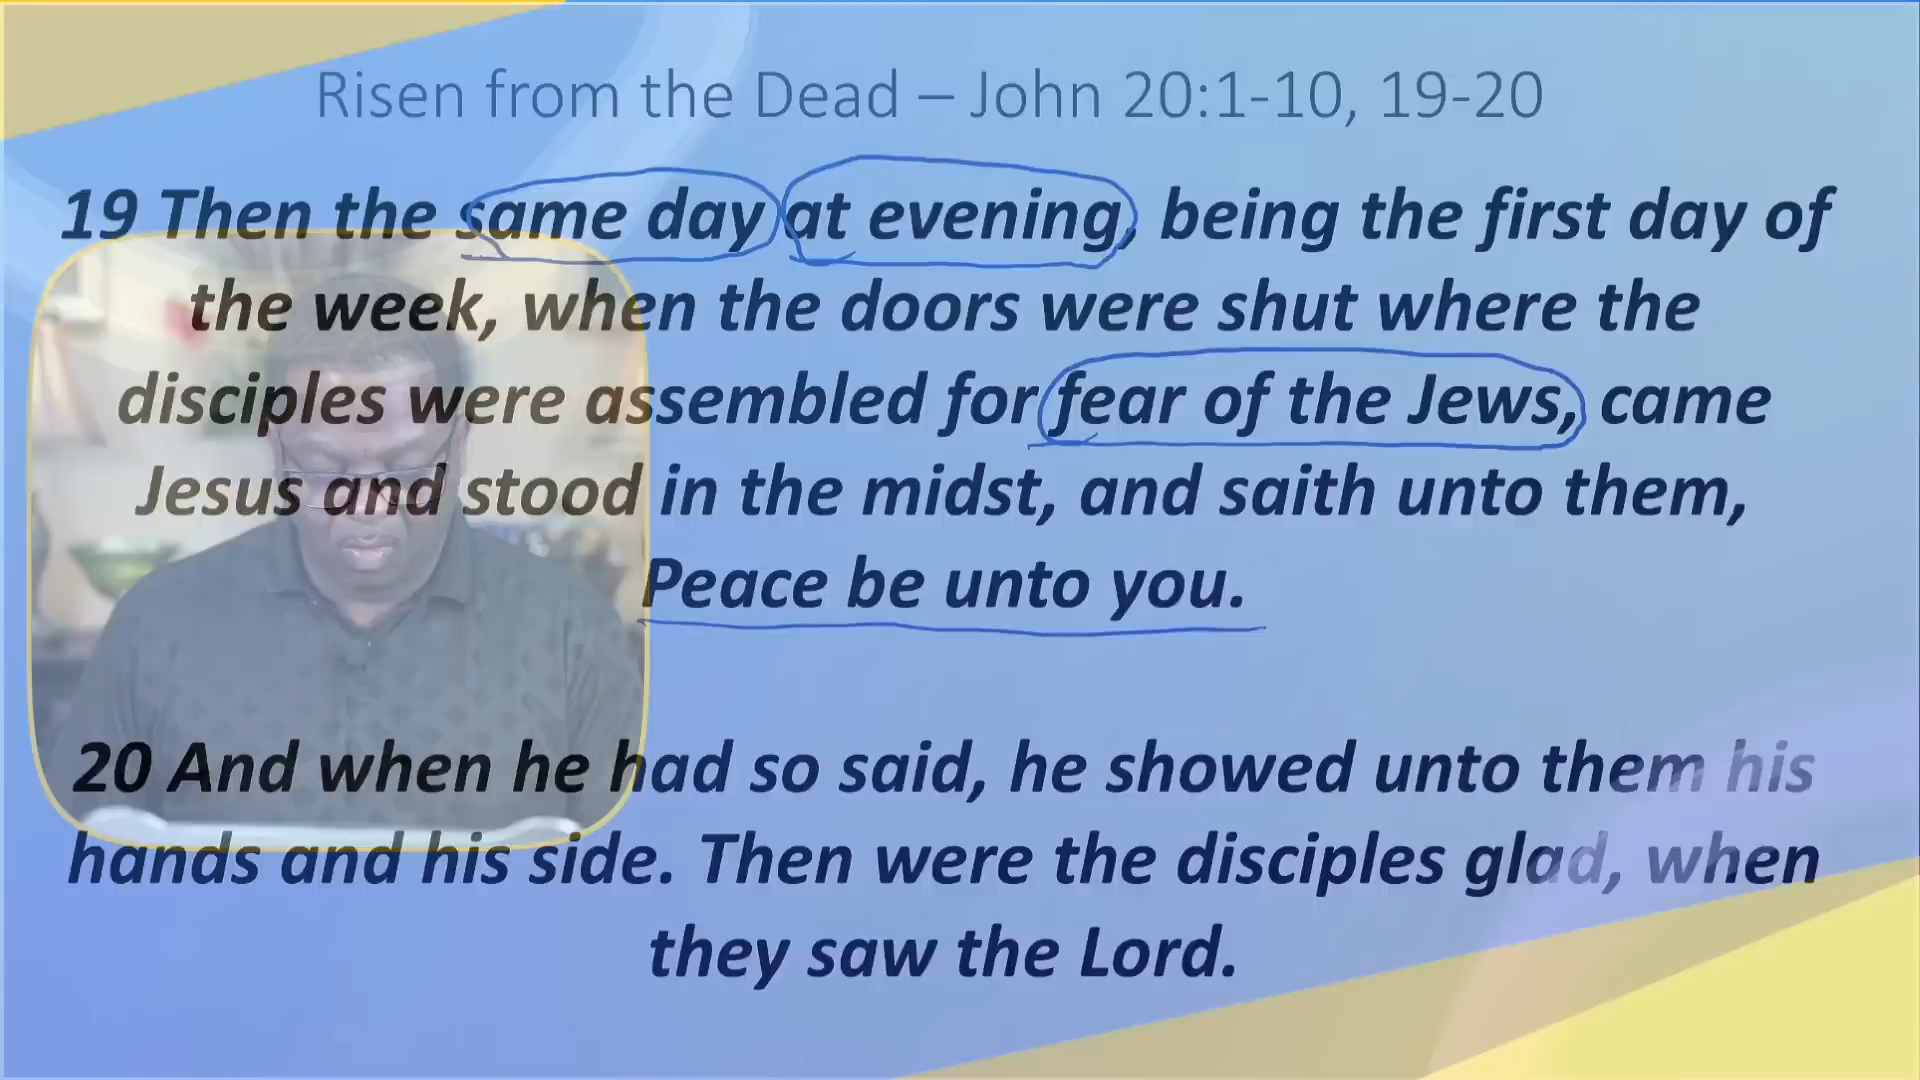 Risen from the Dead – John 20:1-10, 19-20
19 Then the same day at evening, being the first day of
the week, when the doors were shut where the
disciples were assembled for fear of the Jews, came
Jesus and stood in the midst, and saith unto them,
Peace be unto you.
20 And when he had so said, he showed unto them his
hands and his side. Then were the disciples glad, when
they saw the Lord.